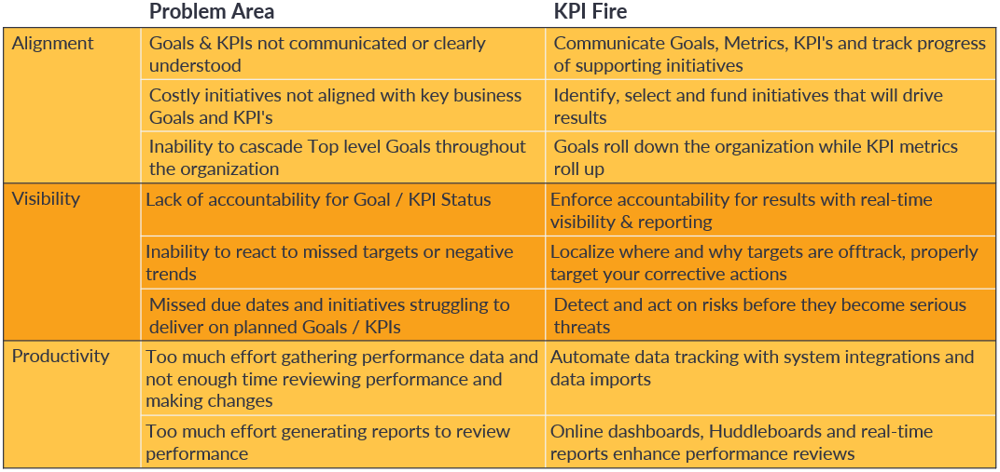 Problem Area KPI Fire
Alignment Goals & KPIs not communicated or clearly Communicate Goals, Metrics, KPI's and track progress
understood of supporting initiatives
Costly initiatives not aligned with key business Identify, select and fund initiatives that will drive
Goals and KPI's results
Inability to cascade Top level Goals throughout Goals roll down the organization while KPI metrics
the organization roll up
Visibility Lack of accountability for Goal / KPI Status Enforce accountability for results with real-time
visibility & reporting
Inability to react to missed targets or negative Localize where and why targets are offtrack, properly
trends target your corrective actions
Missed due dates and initiatives struggling to Detect and act on risks before they become serious
deliver on planned Goals / KPIs threats
Productivity Too much effort gathering performance data and Automate data tracking with system integrations and
not enough time reviewing performance and data imports
making changes
Too much effort generating reports to review Online dashboards, Huddleboards and real-time
performance reports enhance performance reviews